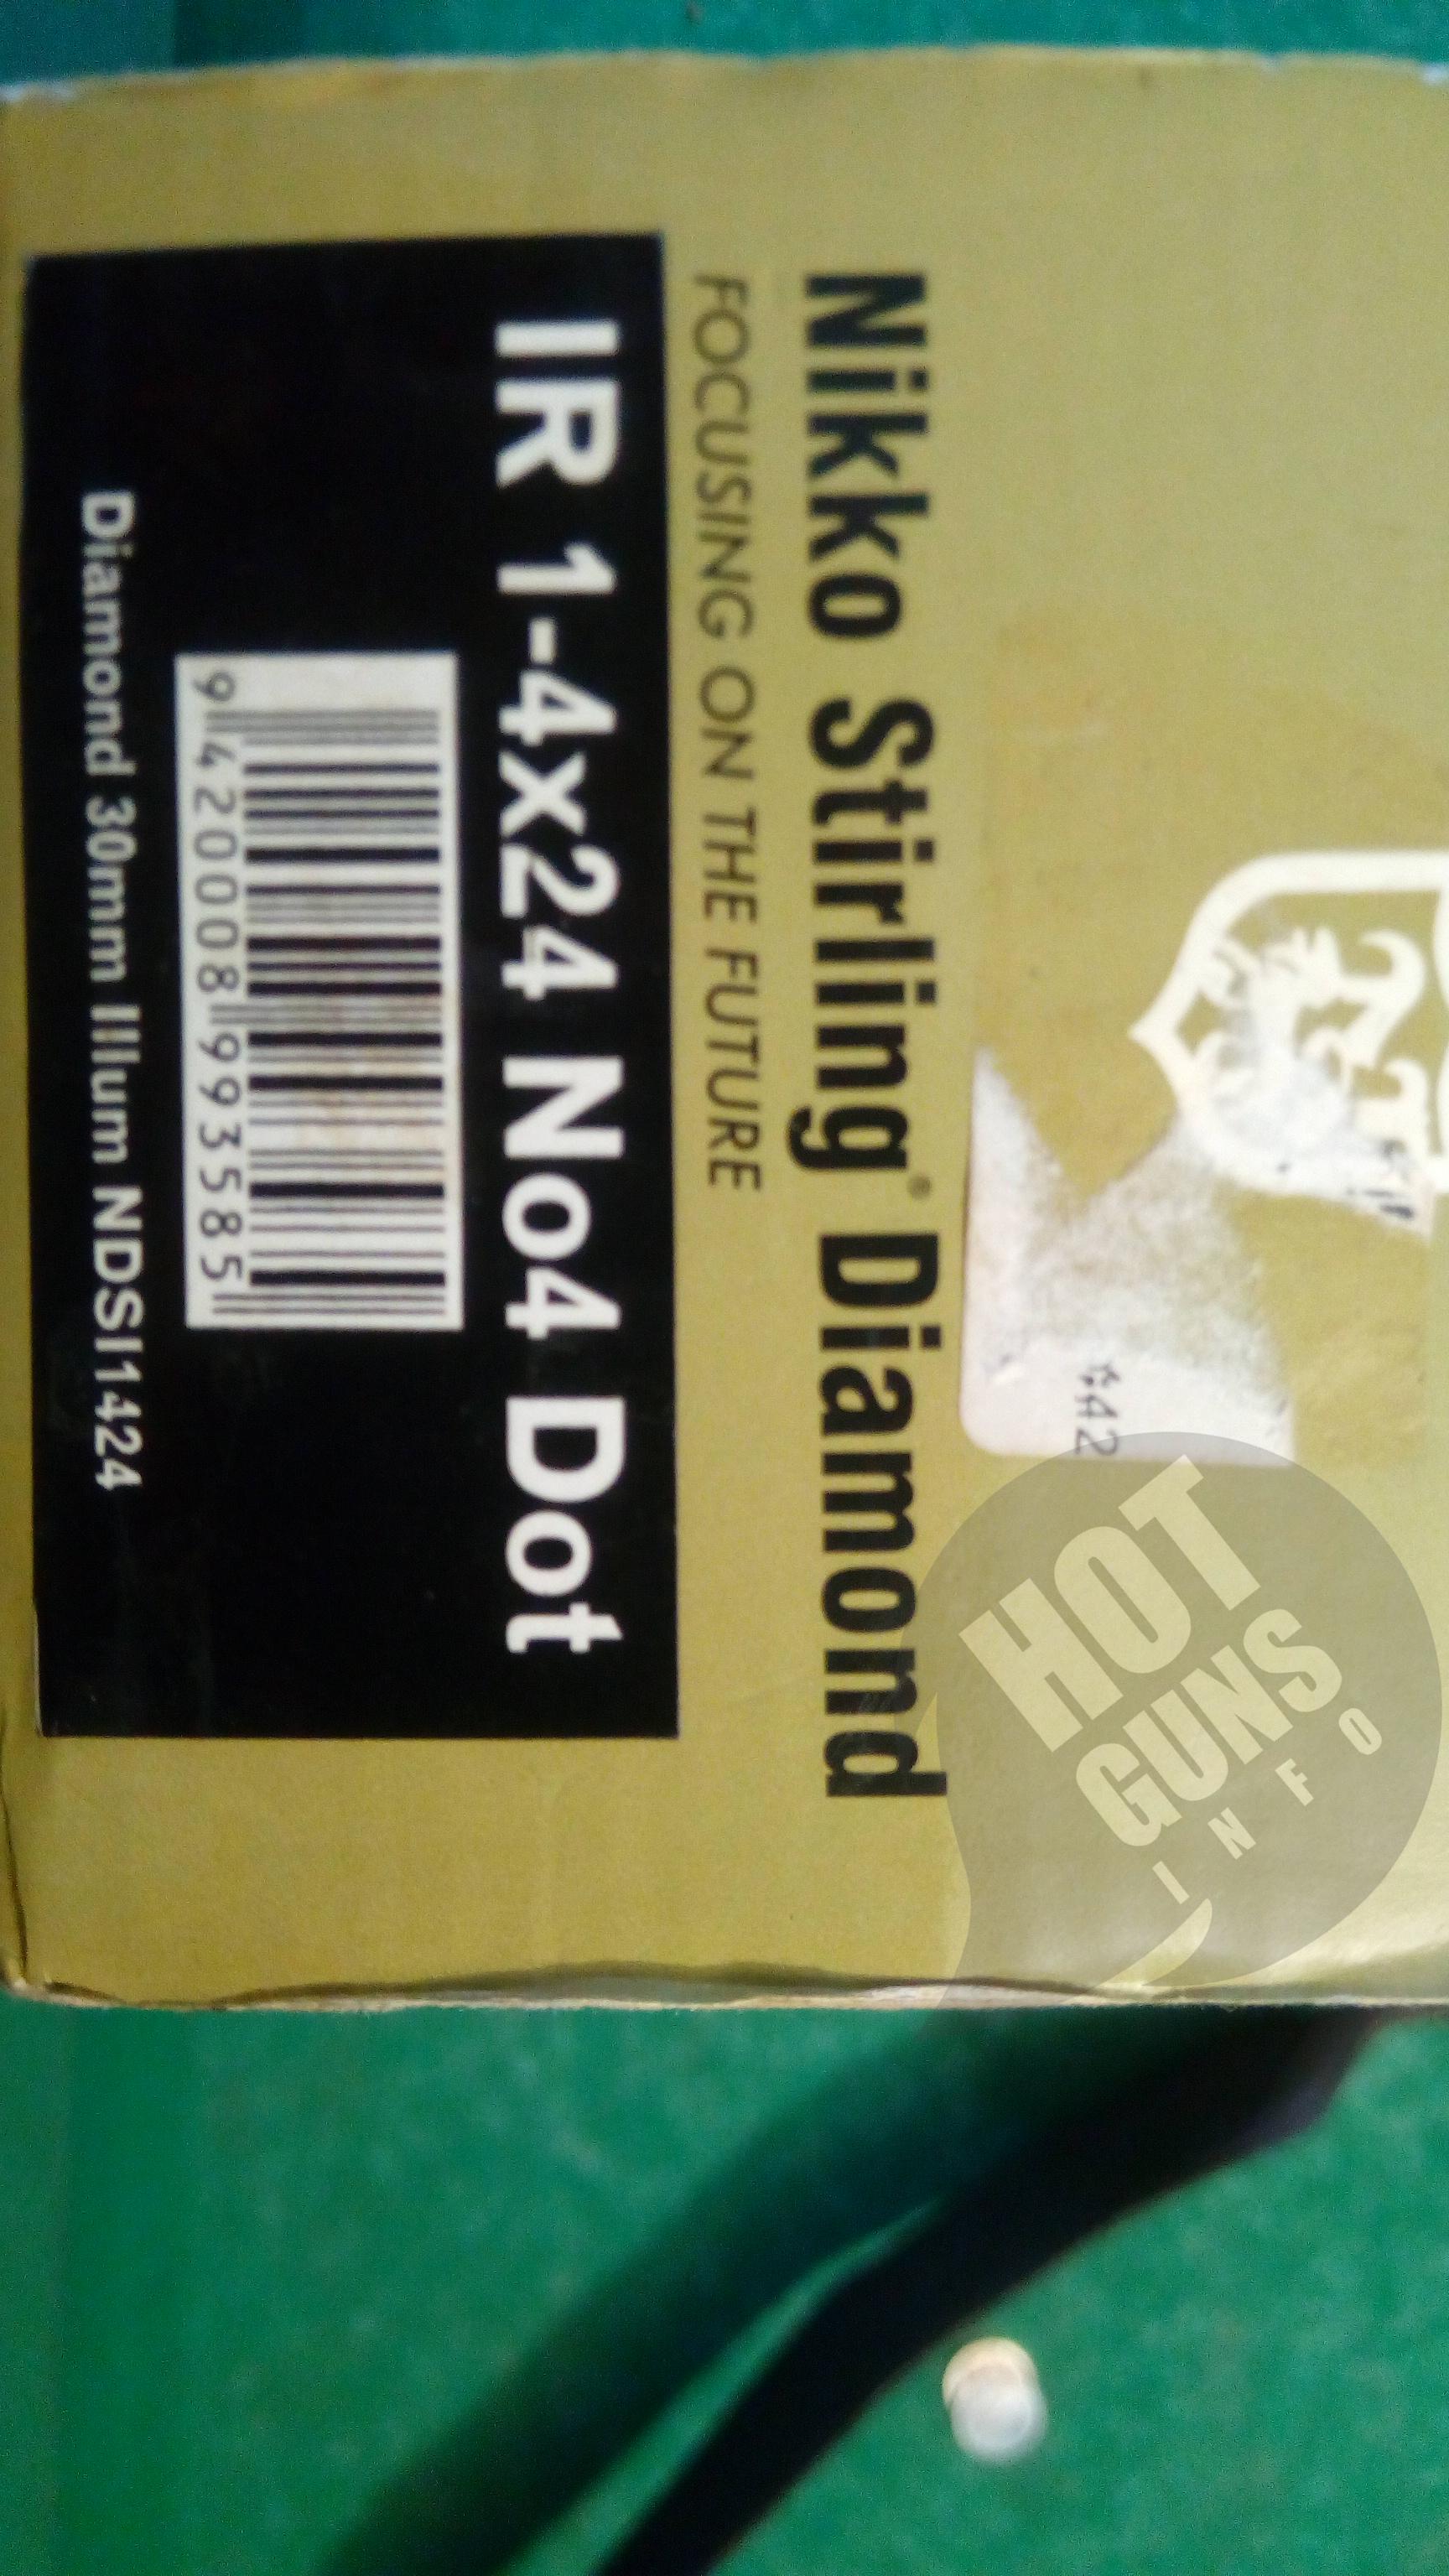 Nikko Stirling® Diamond
FOCUSING ON THE FUTURE
IR 1-4x24 No4 Dot
9 420008 993585
Diamond 30mm Illum NDSI1424
HOT
GUNS
INFO